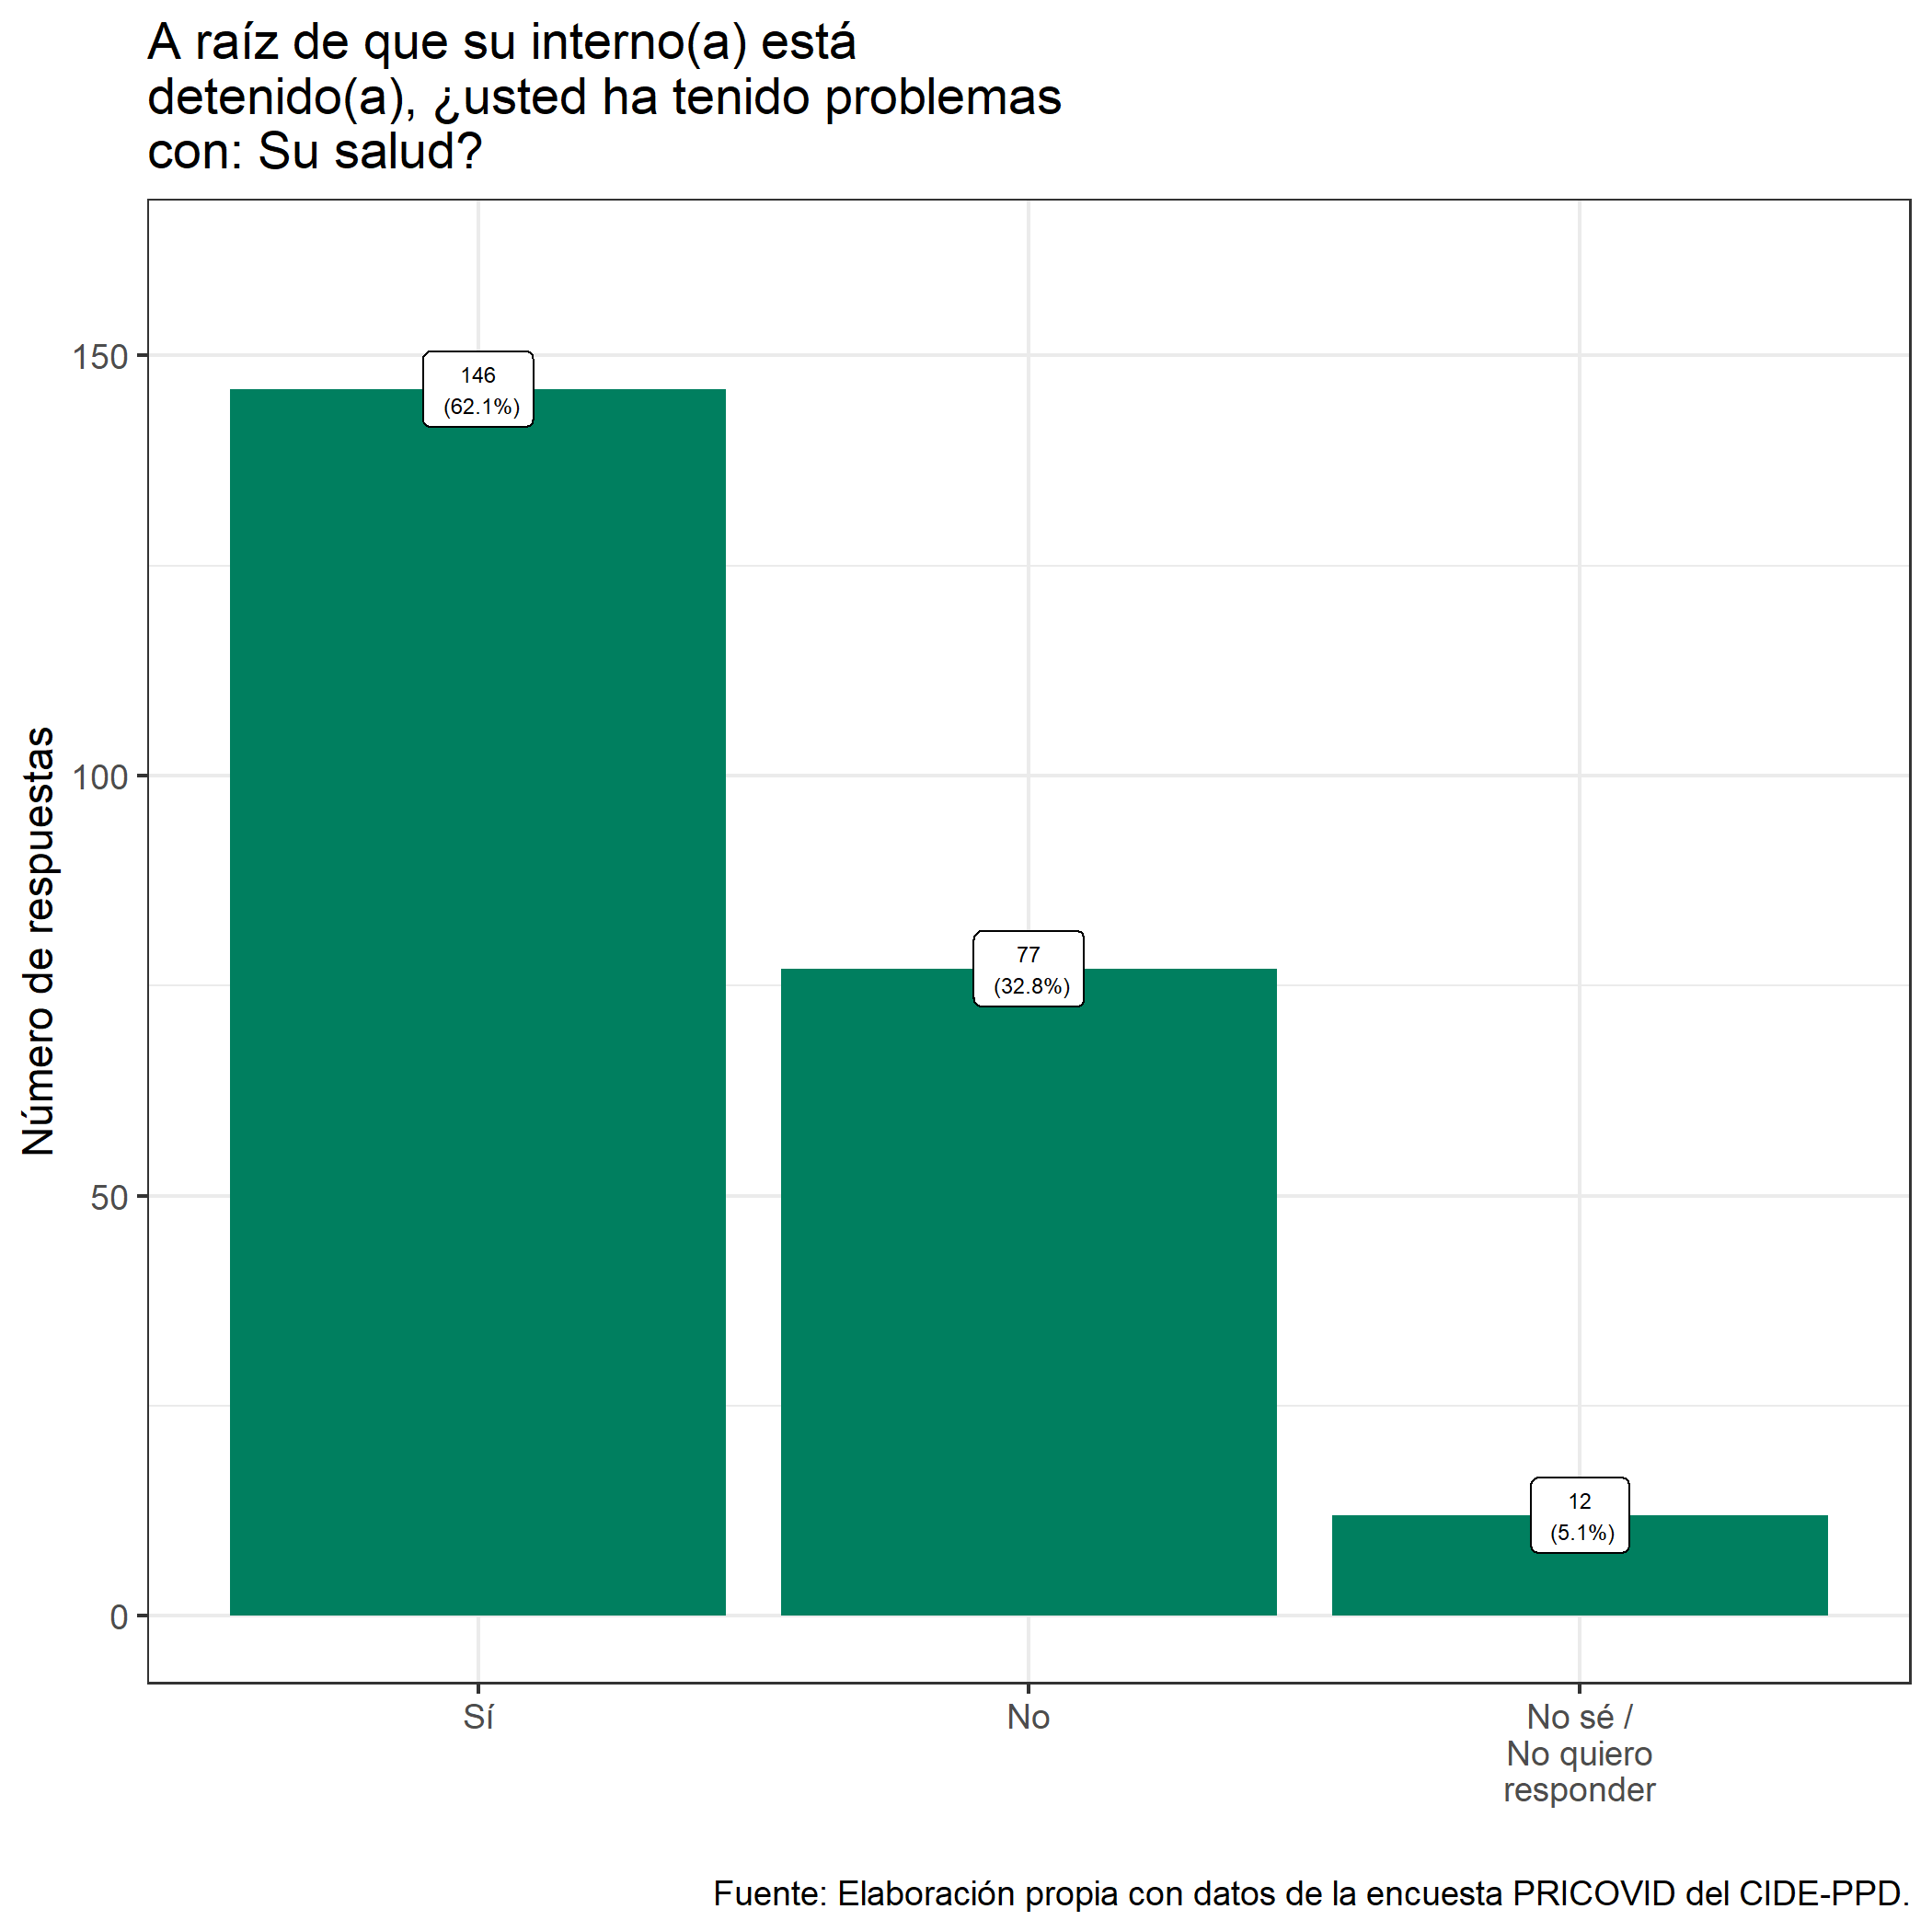 A raíz de que su interno(a) está
detenido(a), ¿usted ha tenido problemas
con: Su salud?
Número de respuestas
150
100
50
0
146
(62.1%)
77
(32.8%)
12
(5.1%)
Sí
No
No sé /
No quiero
responder
Fuente: Elaboración propia con datos de la encuesta PRICOVID del CIDE-PPD.